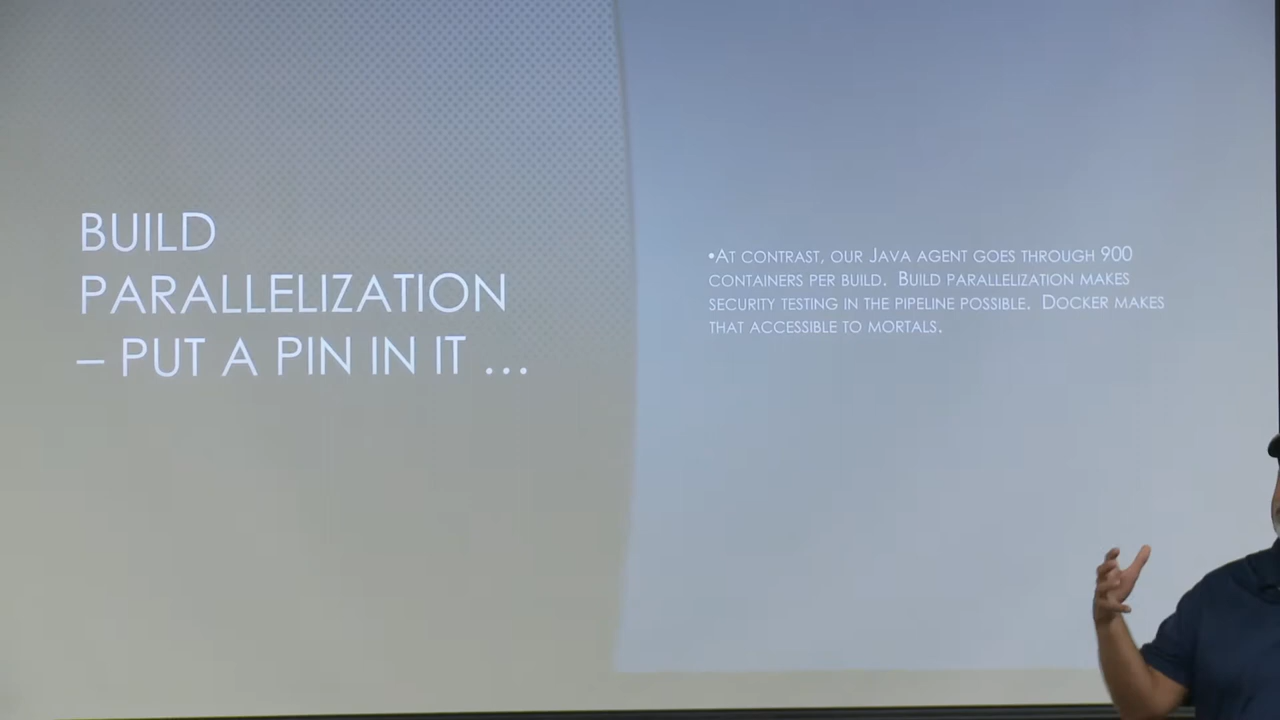 BUILD
PARALLELIZATION
– PUT A PIN IN IT ...
•At contrast, our Java agent goes through 900
containers per build.  Build parallelization makes
security testing in the pipeline possible.  Docker makes
that accessible to mortals.